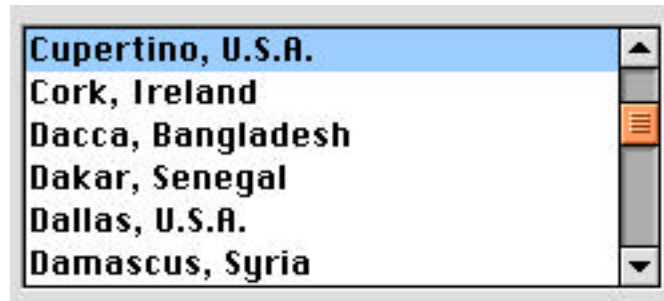 Cupertino, U.S.A.
Cork, Ireland
Dacca, Bangladesh
Dakar, Senegal
Dallas, U.S.A.
Damascus, Syria